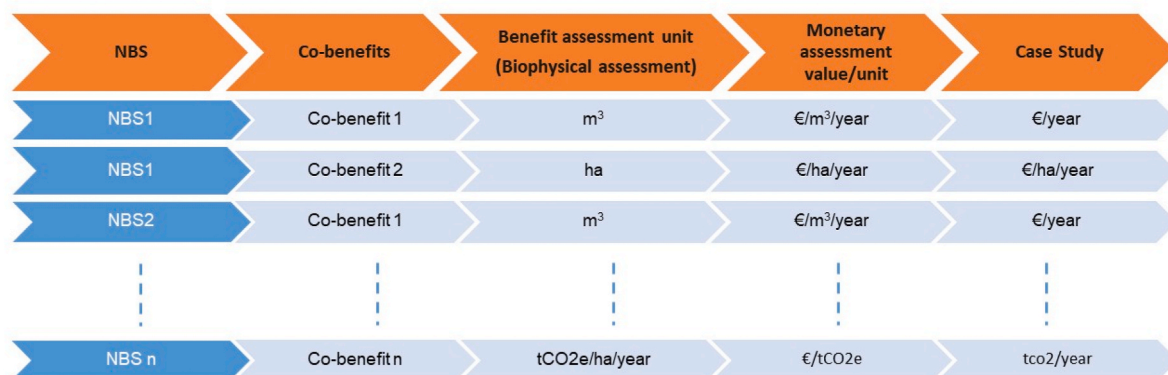 NBS
Co-benefits
Benefit assessment unit
(Biophysical assessment)
Monetary
assessment
value/unit
Case Study
NBS1
Co-benefit 1
m³
€/m³/year
€/year
NBS1
Co-benefit 2
ha
€/ha/year
€/ha/year
NBS2
Co-benefit 1
m³
€/m³/year
€/year
NBS n
Co-benefit n
tCO2e/ha/year
€/tCO2e
tco2/year